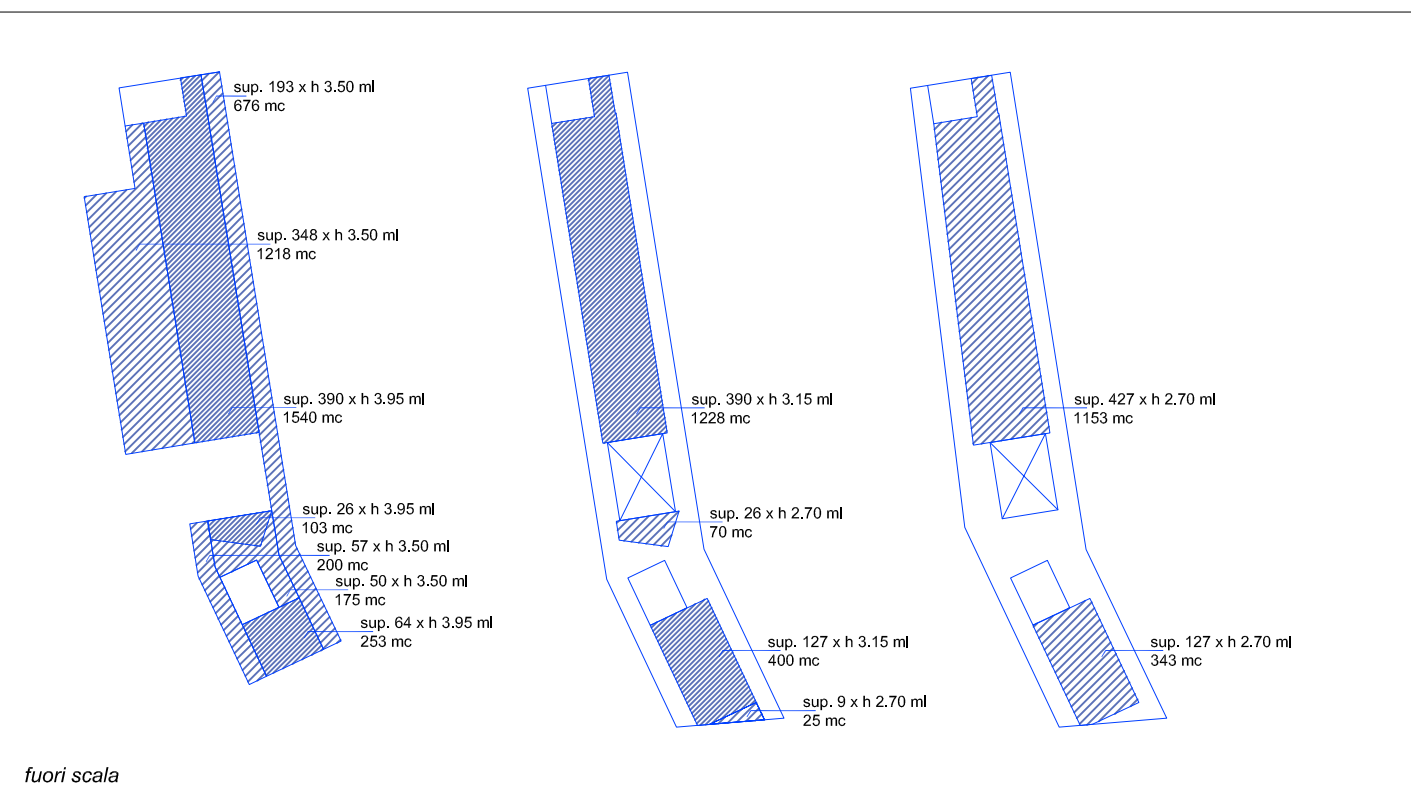 sup. 193 x h 3.50 ml
676 mc
sup. 348 x h 3.50 ml
1218 mc
sup. 390 x h 3.95 ml
1540 mc
sup. 26 x h 3.95 ml
103 mc
sup. 57 x h 3.50 ml
200 mc
sup. 50 x h 3.50 ml
175 mc
sup. 64 x h 3.95 ml
253 mc
sup. 390 x h 3.15 ml
1228 mc
sup. 26 x h 2.70 ml
70 mc
sup. 127 x h 3.15 ml
400 mc
sup. 9 x h 2.70 ml
25 mc
sup. 427 x h 2.70 ml
1153 mc
sup. 127 x h 2.70 ml
343 mc
fuori scala